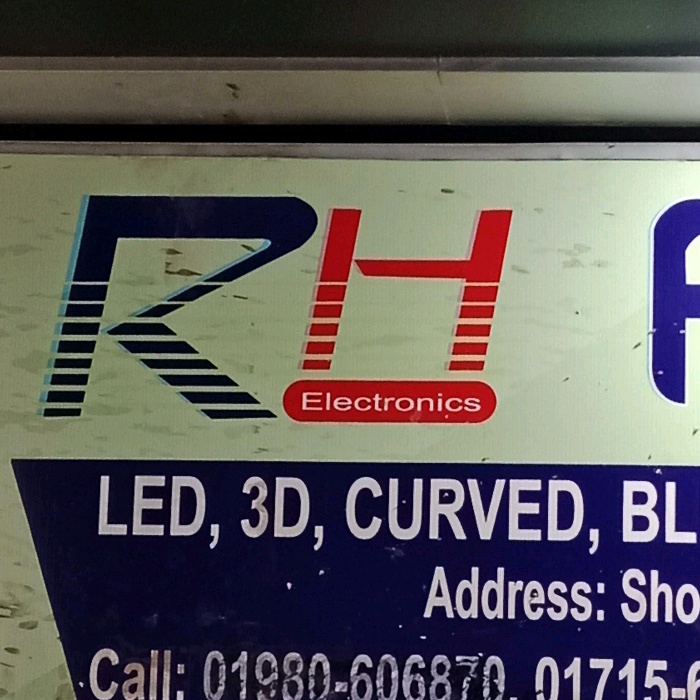 RH
Electronics
LED, 3D, CURVED, BL
Address: Sho
Call: 01980-606870, 01715-